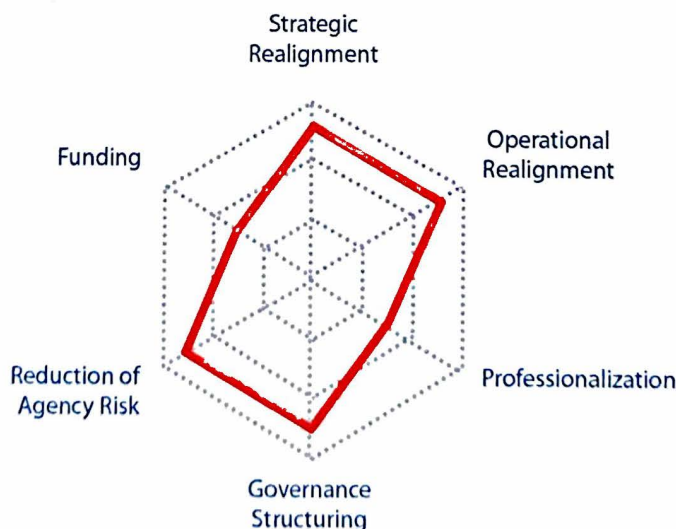 Strategic
Realignment
Operational
Realignment
Funding
Reduction of
Agency Risk
Professionalization
Governance
Structuring